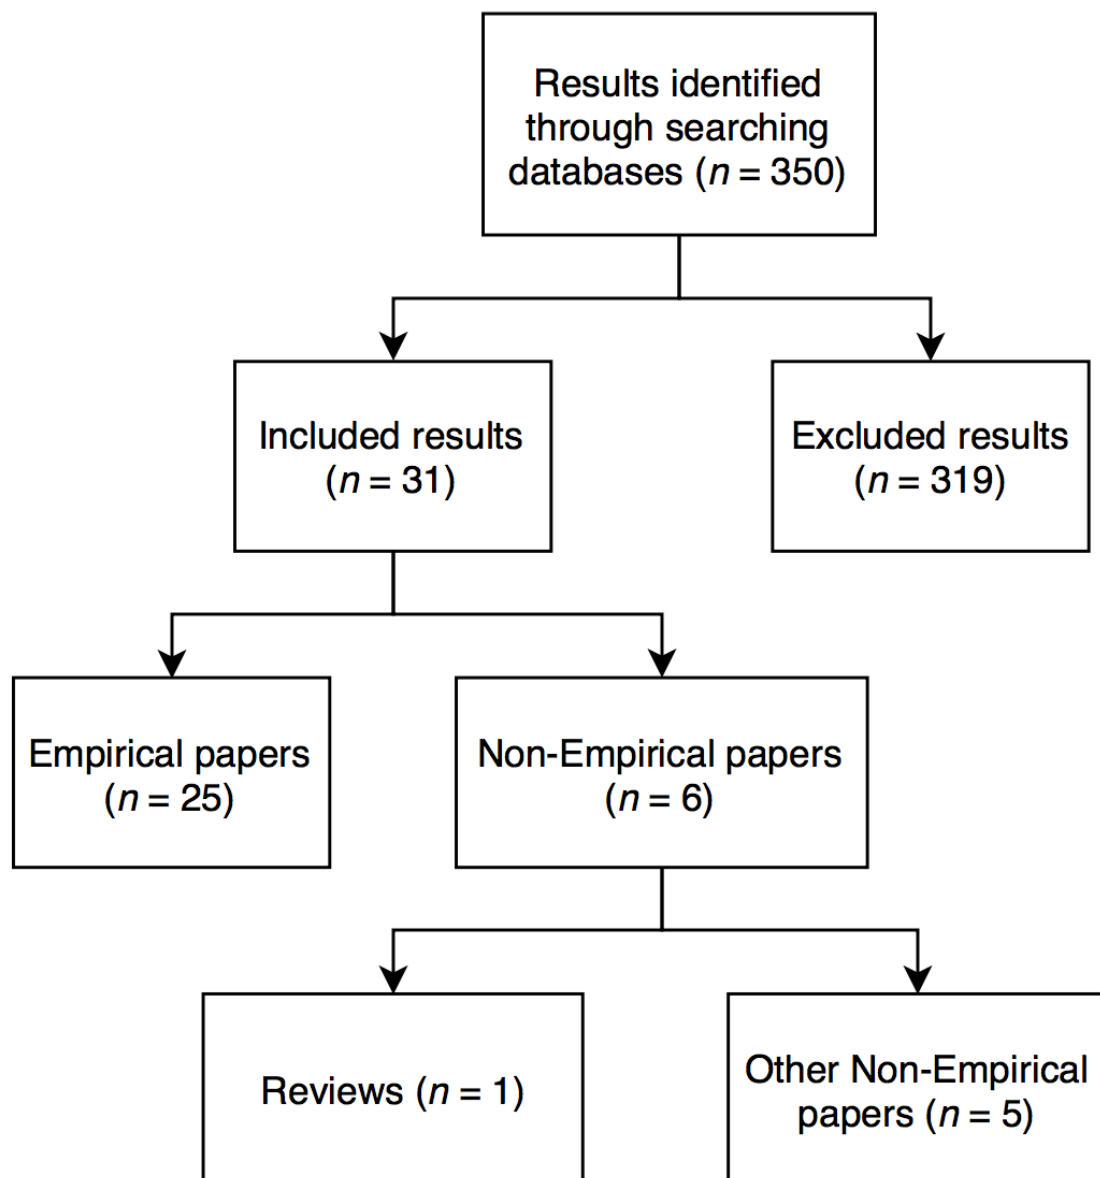 Results identified
through searching
databases (n = 350)
Included results
(n = 31)
Excluded results
(n = 319)
Empirical papers
(n = 25)
Non-Empirical papers
(n = 6)
Reviews (n = 1)
Other Non-Empirical
papers (n = 5)